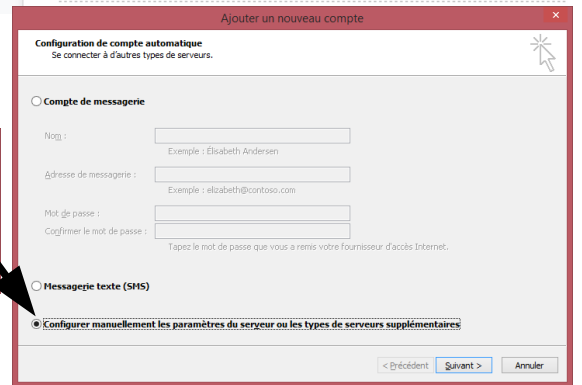 Ajouter un nouveau compte
×
Configuration de compte automatique
Se connecter à d'autres types de serveurs.
Compte de messagerie
Nom :
Exemple : Élisabeth Andersen
Adresse de messagerie :
Exemple : elizabeth@contoso.com
Mot de passe :
Confirmer le mot de passe :
Tapez le mot de passe que vous a remis votre fournisseur d'accès Internet.
Messagerie texte (SMS)
Configurer manuellement les paramètres du serveur ou les types de serveurs supplémentaires
< Précédent Suivant > Annuler